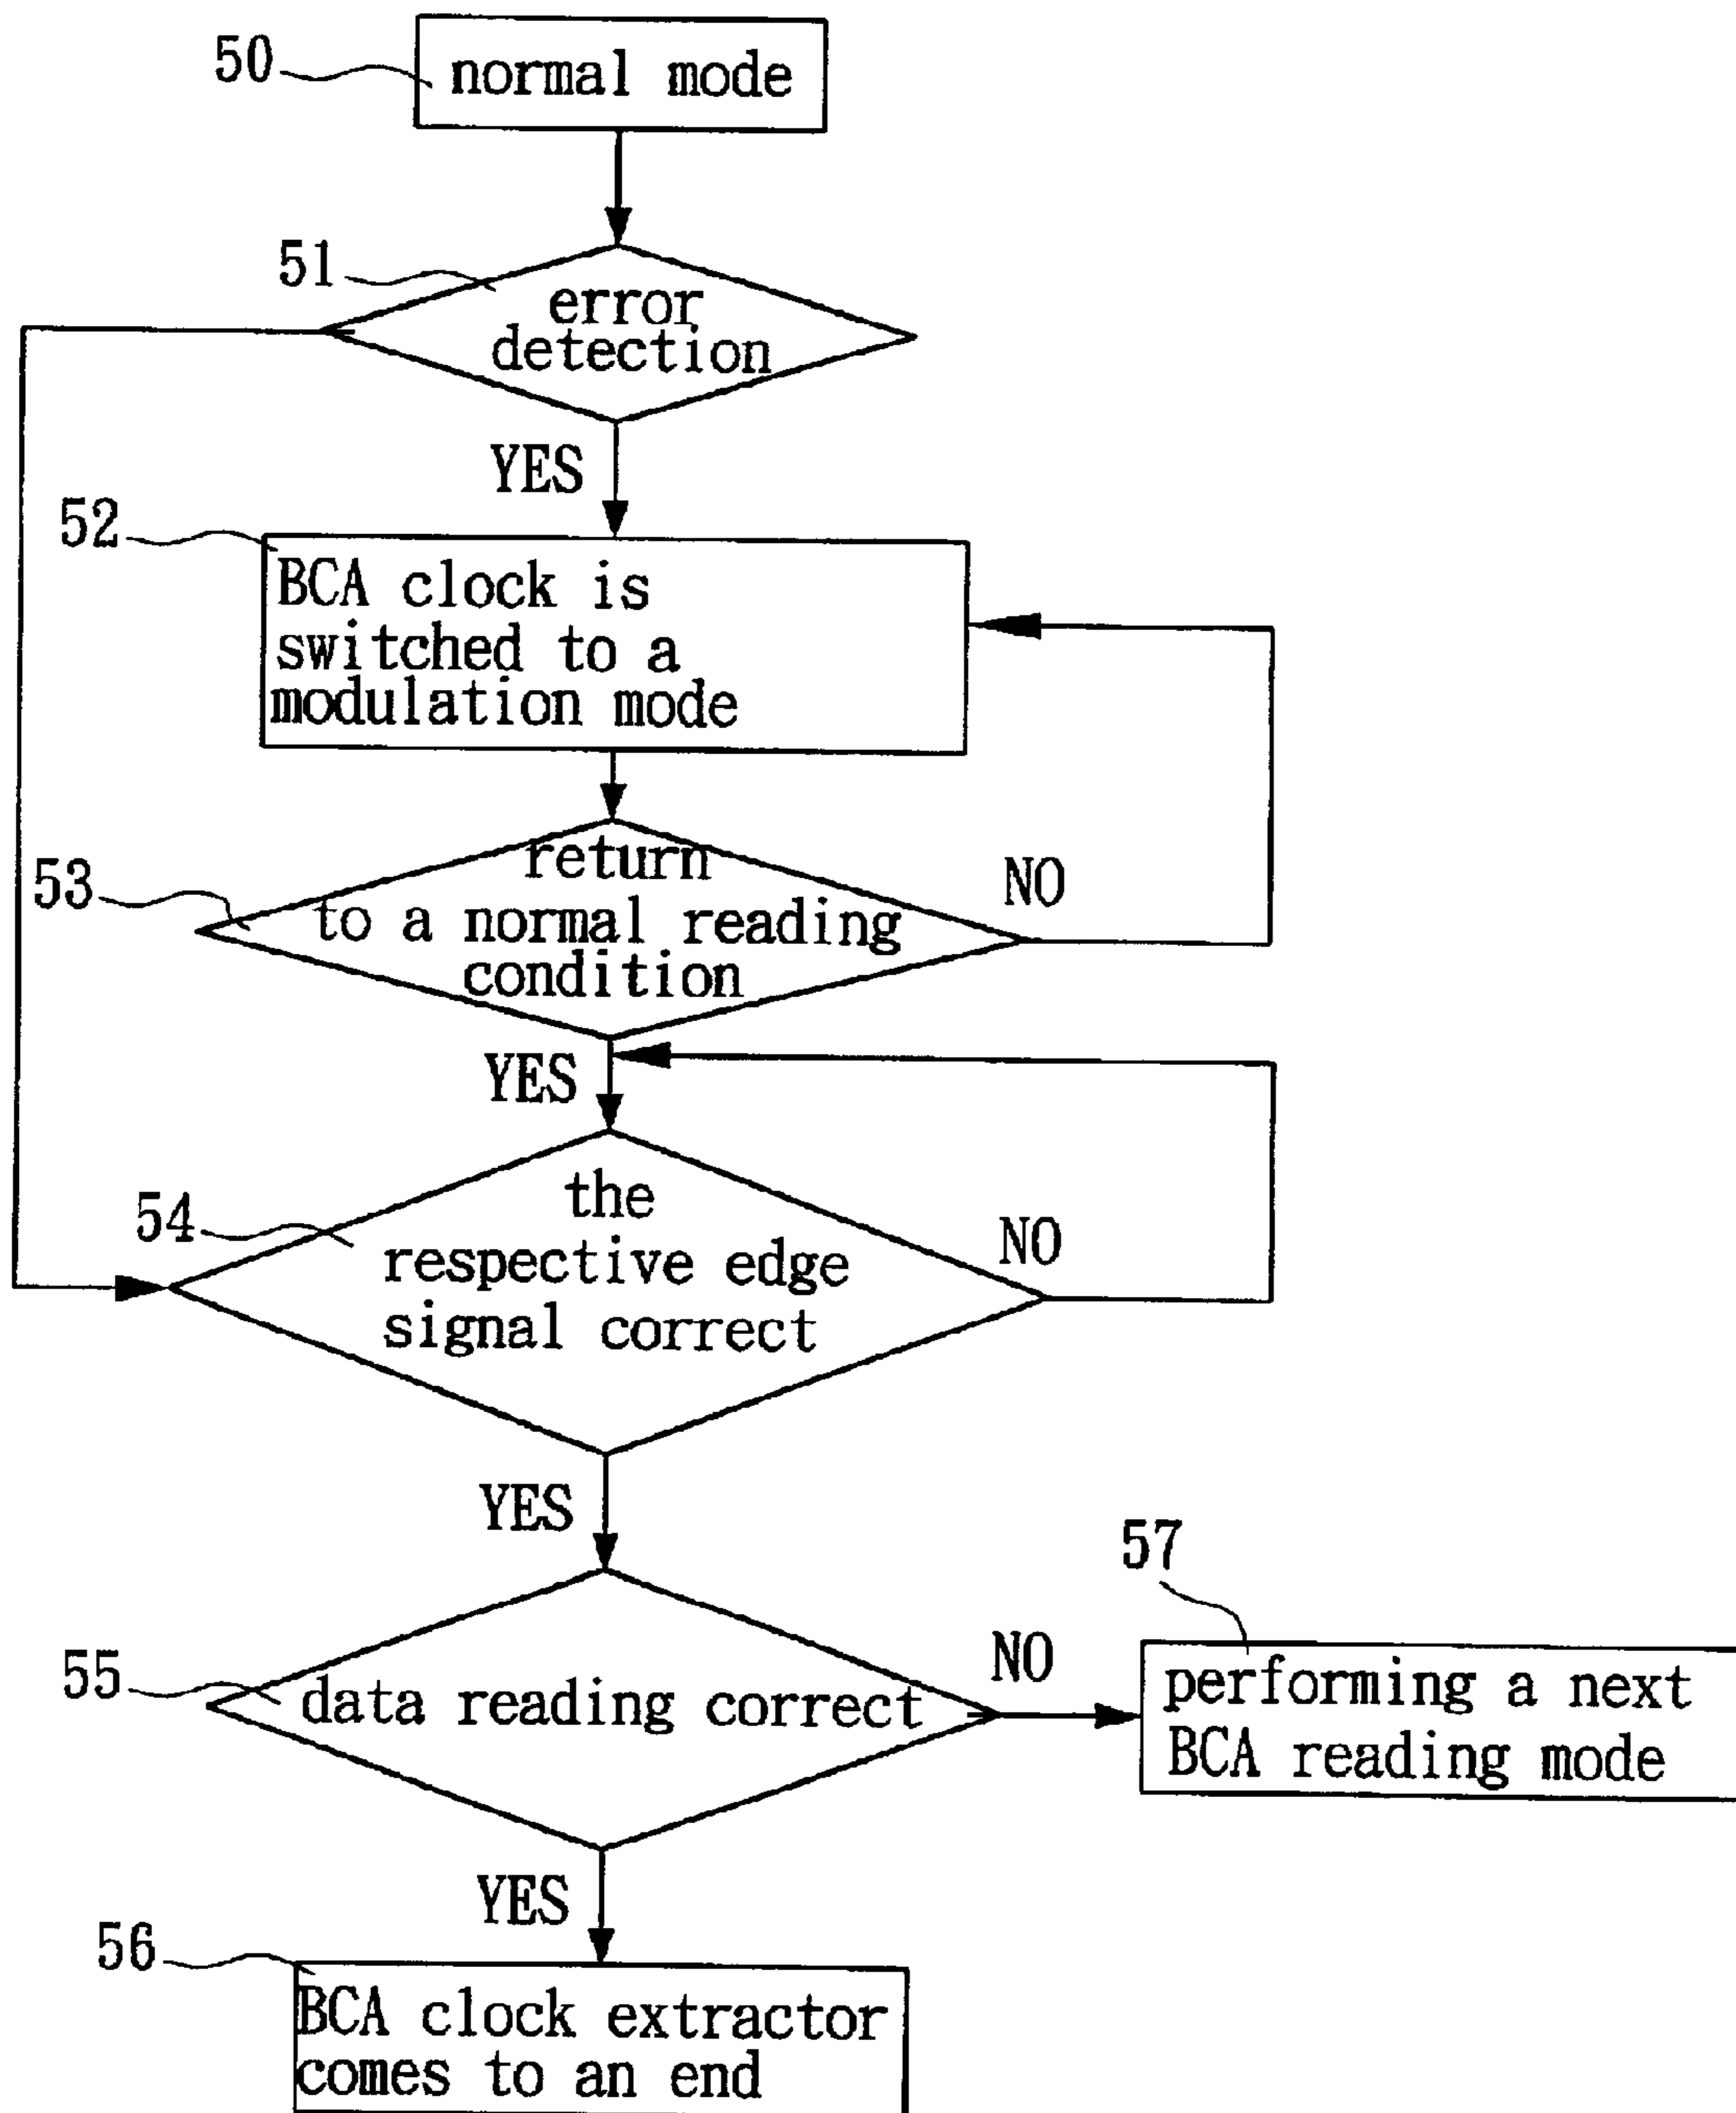 50
normal mode
51
error
detection
YES
52
BCA clock is
switched to a
modulation mode
53
return
to a normal reading
condition
NO
YES
54
the
respective edge
signal correct
NO
YES
57
55
data reading correct
NO
performing a next
BCA reading mode
YES
56
BCA clock extractor
comes to an end